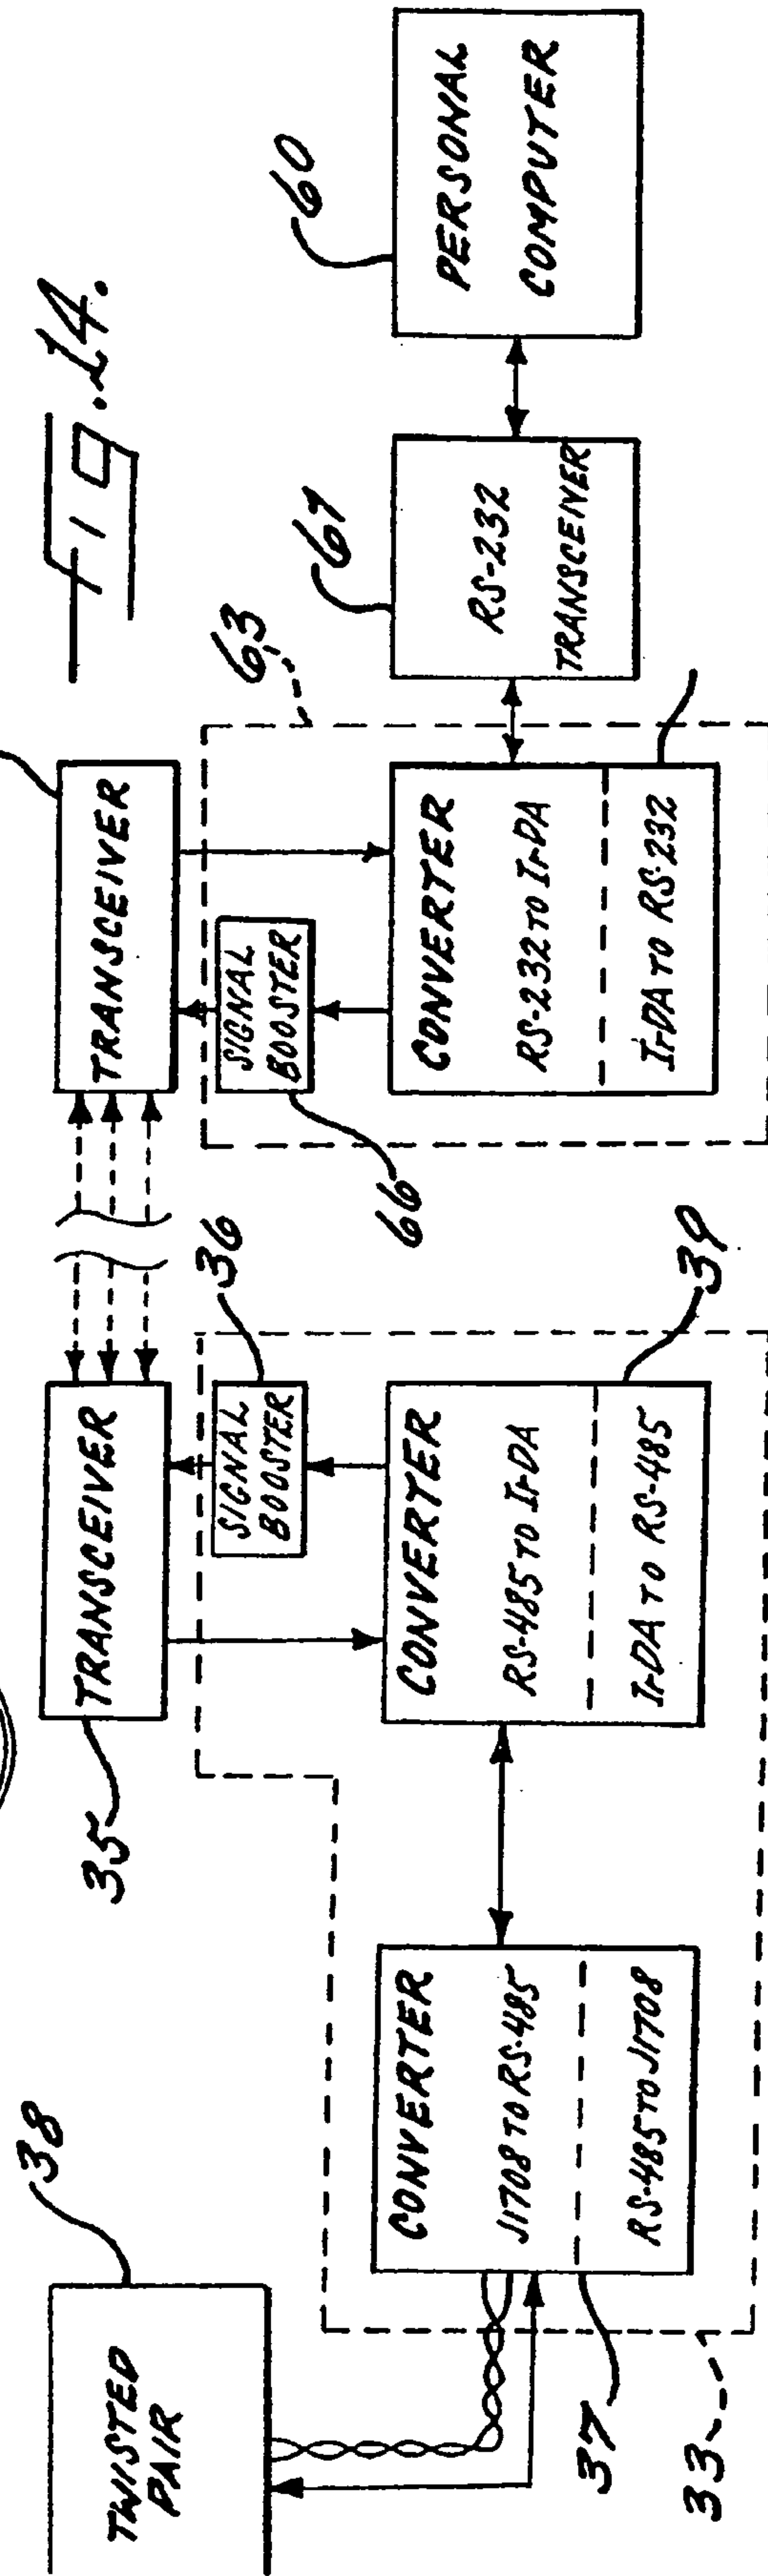 Fig. 14.
TWISTED
PAIR
38
35
TRANSCEIVER
TRANSCEIVER
36
SIGNAL
BOOSTER
SIGNAL
BOOSTER
66
63
CONVERTER
J1708 TO RS-485
RS-485 TO J1708
37
33
CONVERTER
RS-485 TO IrDA
IrDA TO RS-485
39
CONVERTER
RS-232 TO IrDA
IrDA TO RS-232
RS-232
TRANSCEIVER
61
PERSONAL
COMPUTER
60